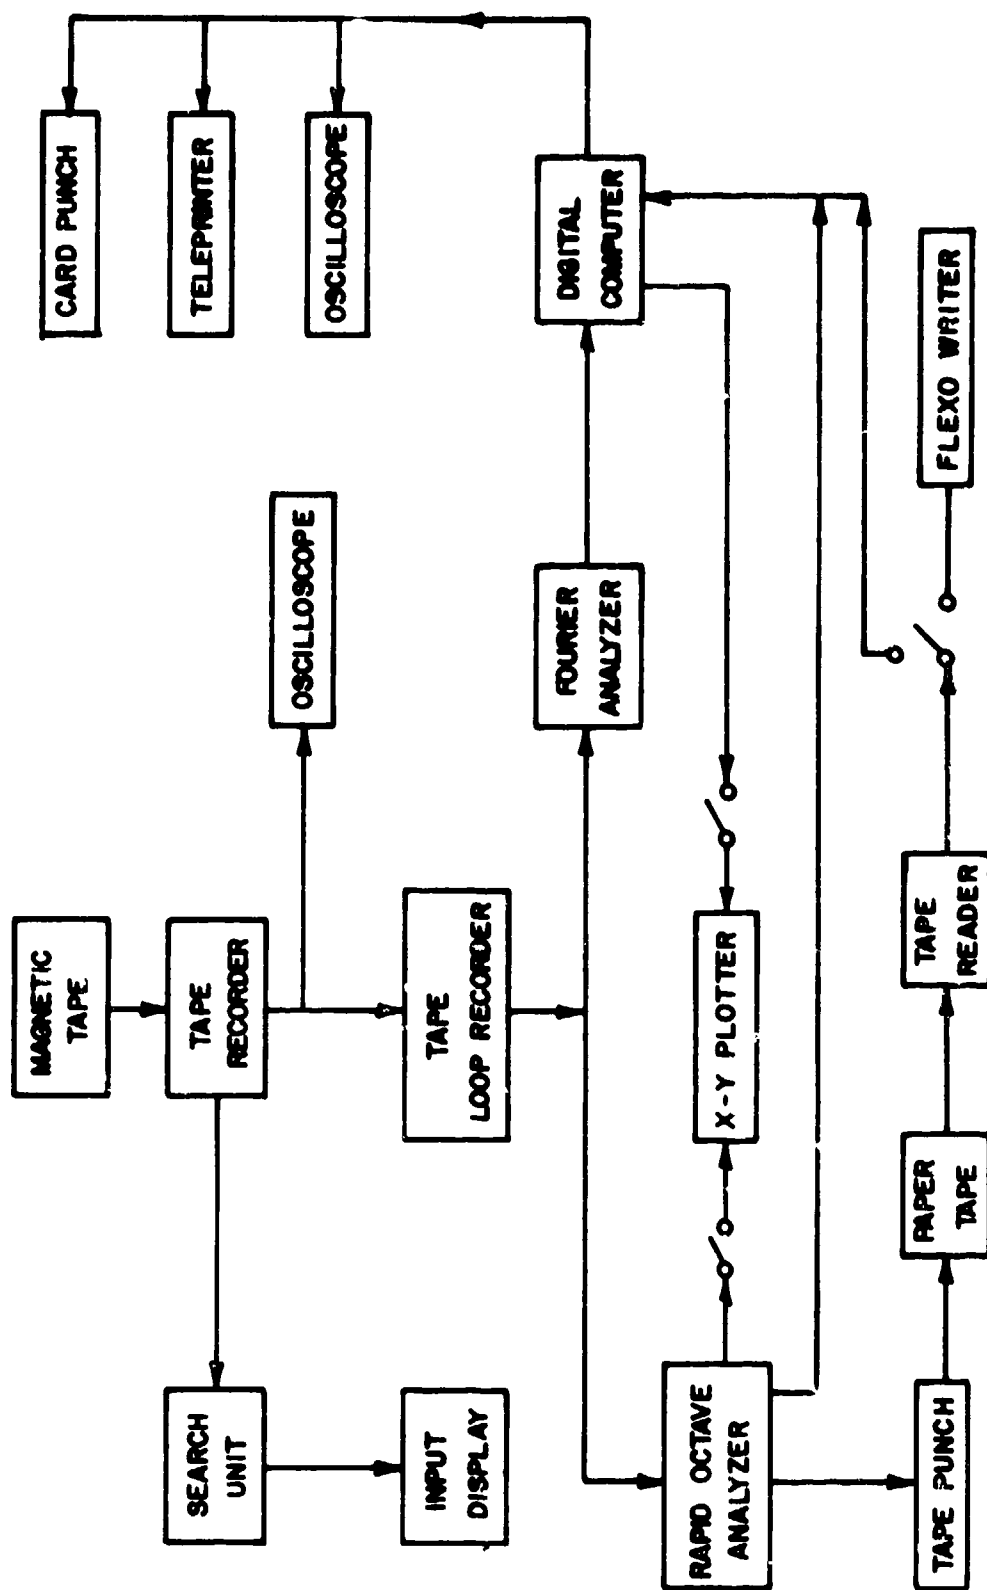 MAGNETIC
TAPE
SEARCH
UNIT
TAPE
RECORDER
INPUT
DISPLAY
TAPE
LOOP RECORDER
OSCILLOSCOPE
CARD PUNCH
TELEPRINTER
OSCILLOSCOPE
FOURIER
ANALYZER
DIGITAL
COMPUTER
RAPID OCTAVE
ANALYZER
X-Y PLOTTER
TAPE PUNCH
PAPER
TAPE
TAPE
READER
FLEXO WRITER